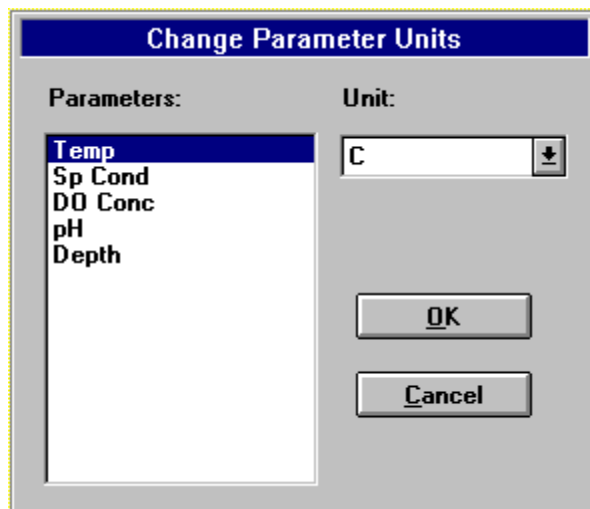 Change Parameter Units
Parameters:
Unit:
Temp
Sp Cond
DO Conc
pH
Depth
C
OK
Cancel